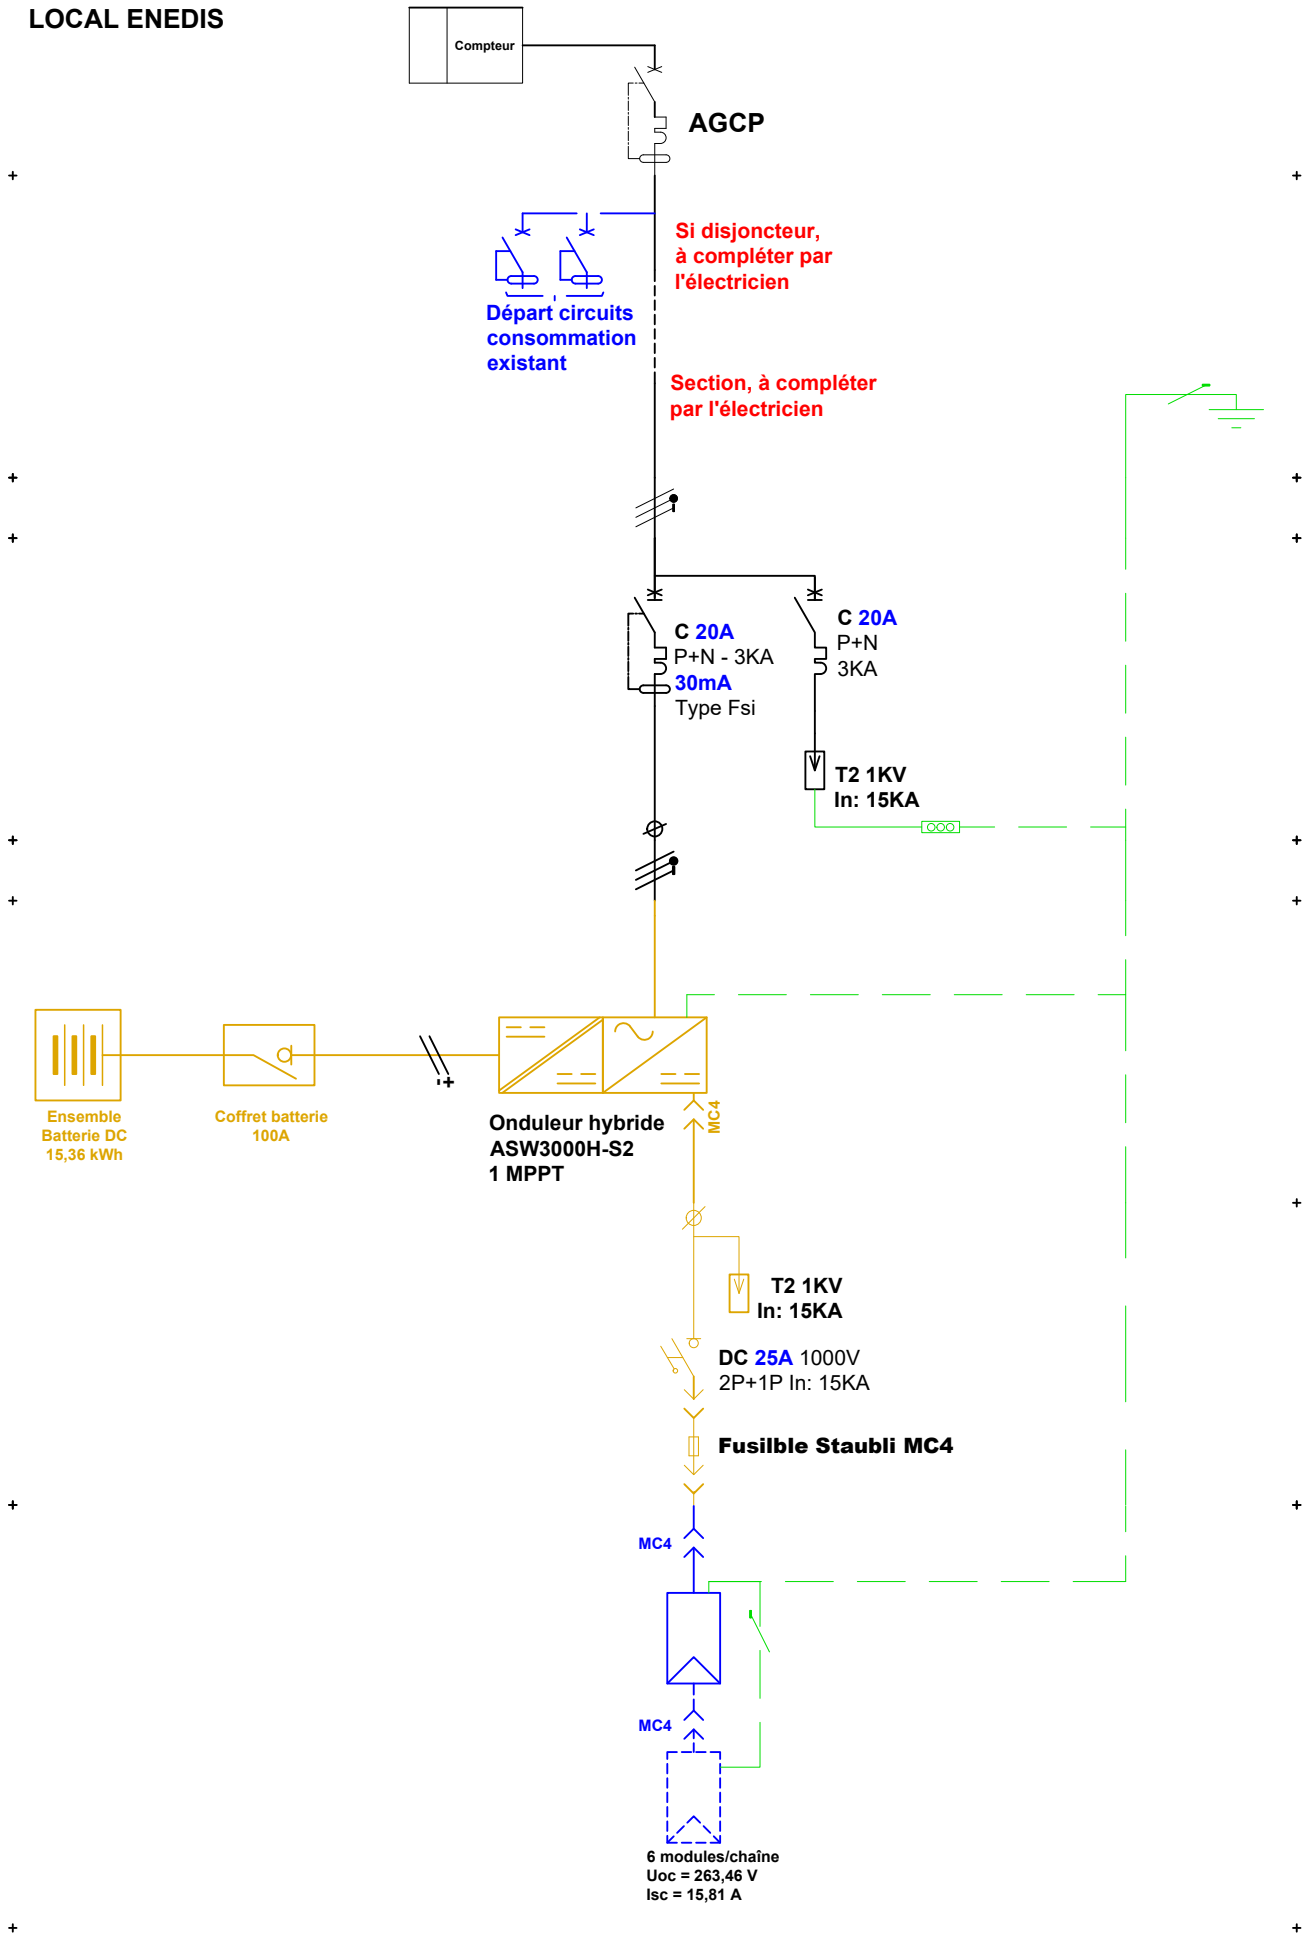 LOCAL ENEDIS
Compteur
AGCP
Si disjoncteur,
à compléter par
l'électricien
Départ circuits
consommation
existant
Section, à compléter
par l'électricien
C 20A
P+N - 3KA
30mA
Type Fsi
C 20A
P+N
3KA
T2 1KV
In: 15KA
Ensemble
Batterie DC
15,36 kWh
Coffret batterie
100A
Onduleur hybride
ASW3000H-S2
1 MPPT
MC4
T2 1KV
In: 15KA
DC 25A 1000V
2P+1P In: 15KA
Fusilble Staubli MC4
MC4
MC4
6 modules/chaîne
Uoc = 263,46 V
Isc = 15,81 A